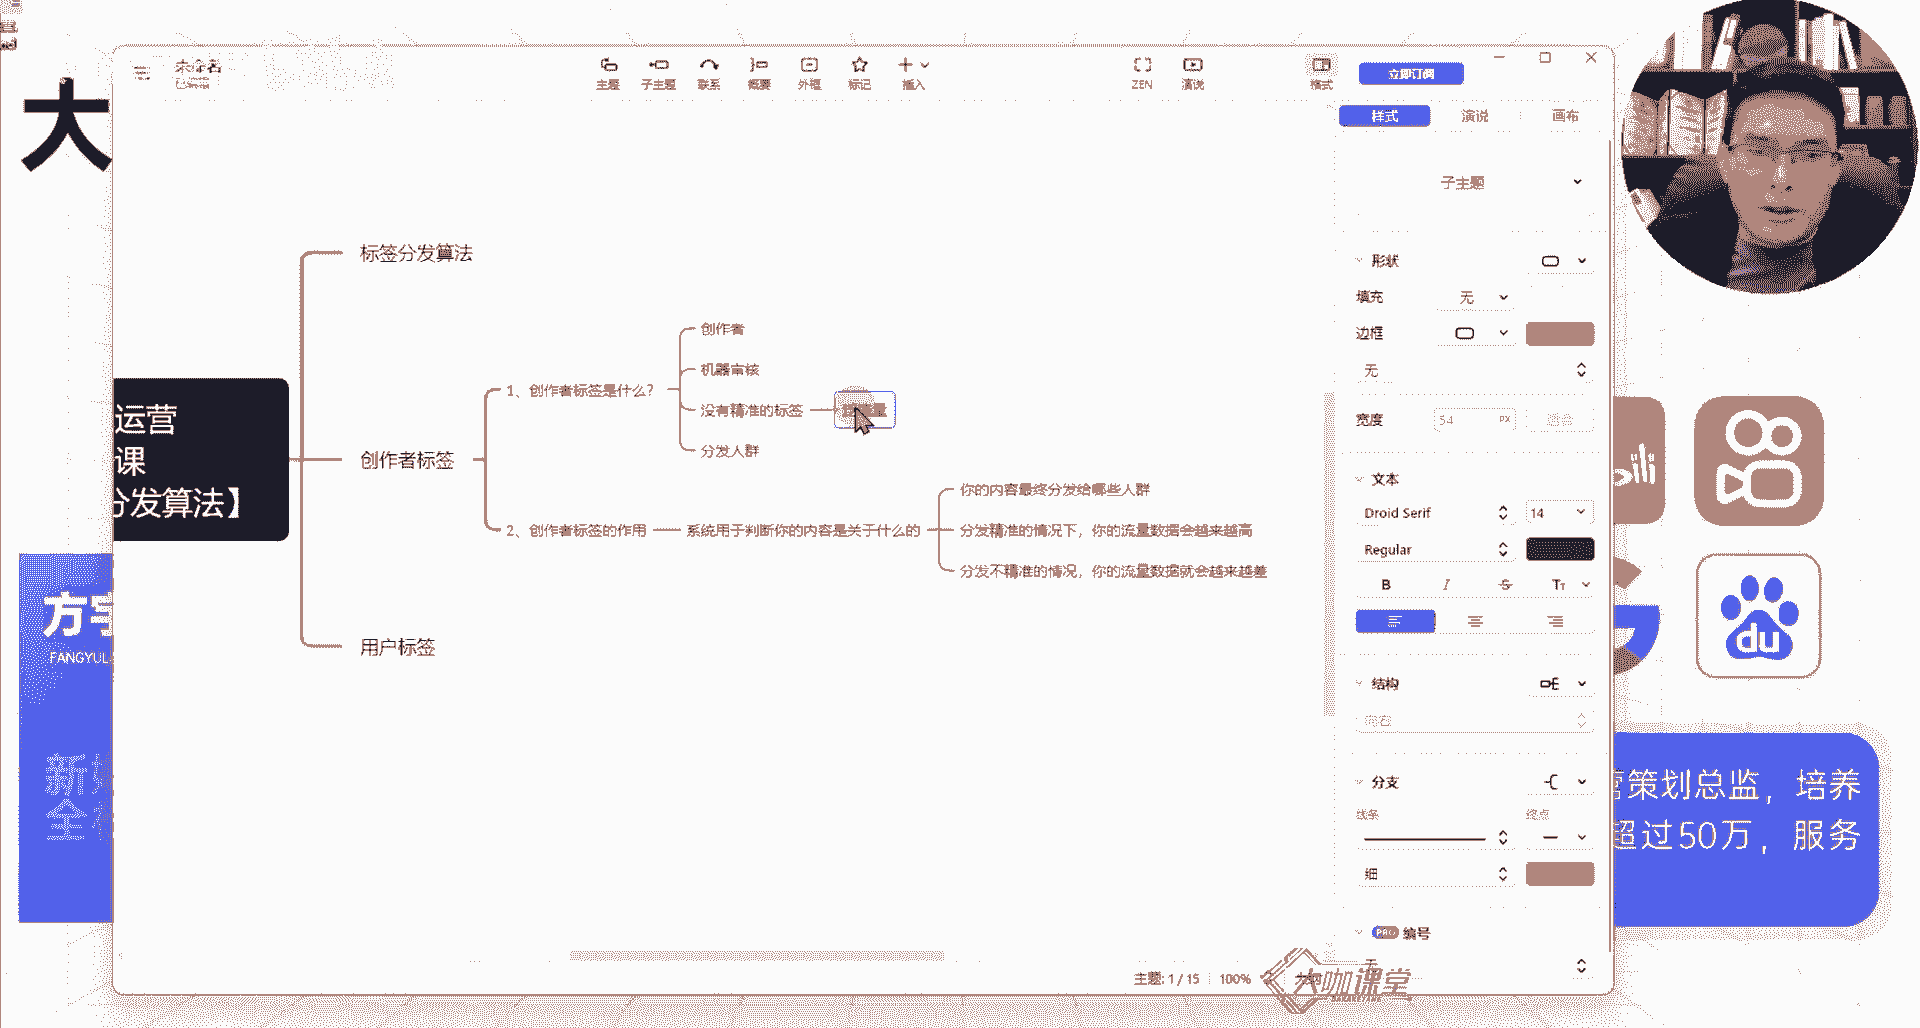 大
未命名
主题
子主题
联系
概要
外框
标记
插入
ZEN
演说
格式
立即订阅
样式
演说
画布
子主题
标签分发算法
形状
填充
无
创作者
边框
机器审核
无
1、创作者标签是什么?
没有精准的标签
分发人群
运营
课
分发算法】
创作者标签
宽度
54
PX
适合
文本
你的内容最终分发给哪些人群
2、创作者标签的作用
系统用于判断你的内容是关于什么的
分发精准的情况下，你的流量数据会越来越高
分发不精准的情况，你的流量数据就会越来越差
Droid Serif
14
Regular
B
I
S
TT
用户标签
结构
向右
分支
线条
终点
细
PRO
编号
无
主题: 1 / 15
100%
大咖课堂
DAKAKETANG
方
FANGYUL
新
全
ili
du
营策划总监，培养
超过50万，服务